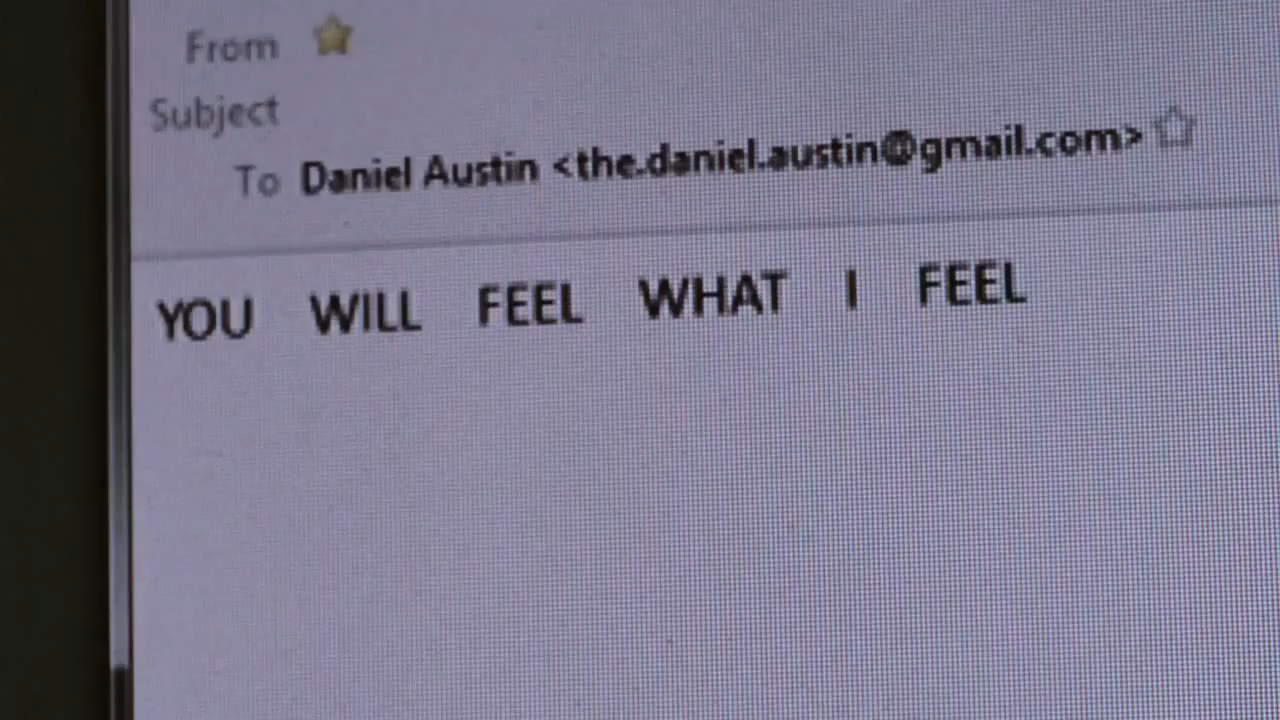 From
Subject
To Daniel Austin <the.daniel.austin@gmail.com>
YOU WILL FEEL WHAT I FEEL